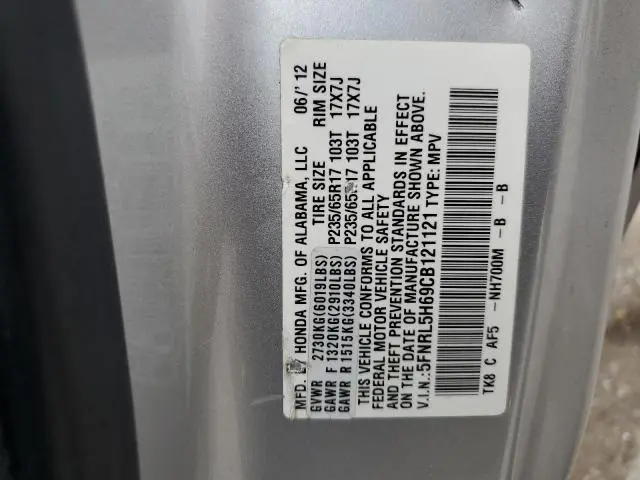 MFD. BY HONDA MFG. OF ALABAMA, LLC 06/'12
GVWR 2730KG(6019LBS) TIRE SIZE RIM SIZE
GAWR F 1320KG(2910LBS) P235/65R17 103T 17X7J
GAWR R 1515KG(3340LBS) P235/65R17 103T 17X7J
THIS VEHICLE CONFORMS TO ALL APPLICABLE
FEDERAL MOTOR VEHICLE SAFETY
AND THEFT PREVENTION STANDARDS IN EFFECT
ON THE DATE OF MANUFACTURE SHOWN ABOVE.
V.I.N.:5FNRL5H69CB121121 TYPE: MPV
TK8 C AF5 -NH700M -B -B